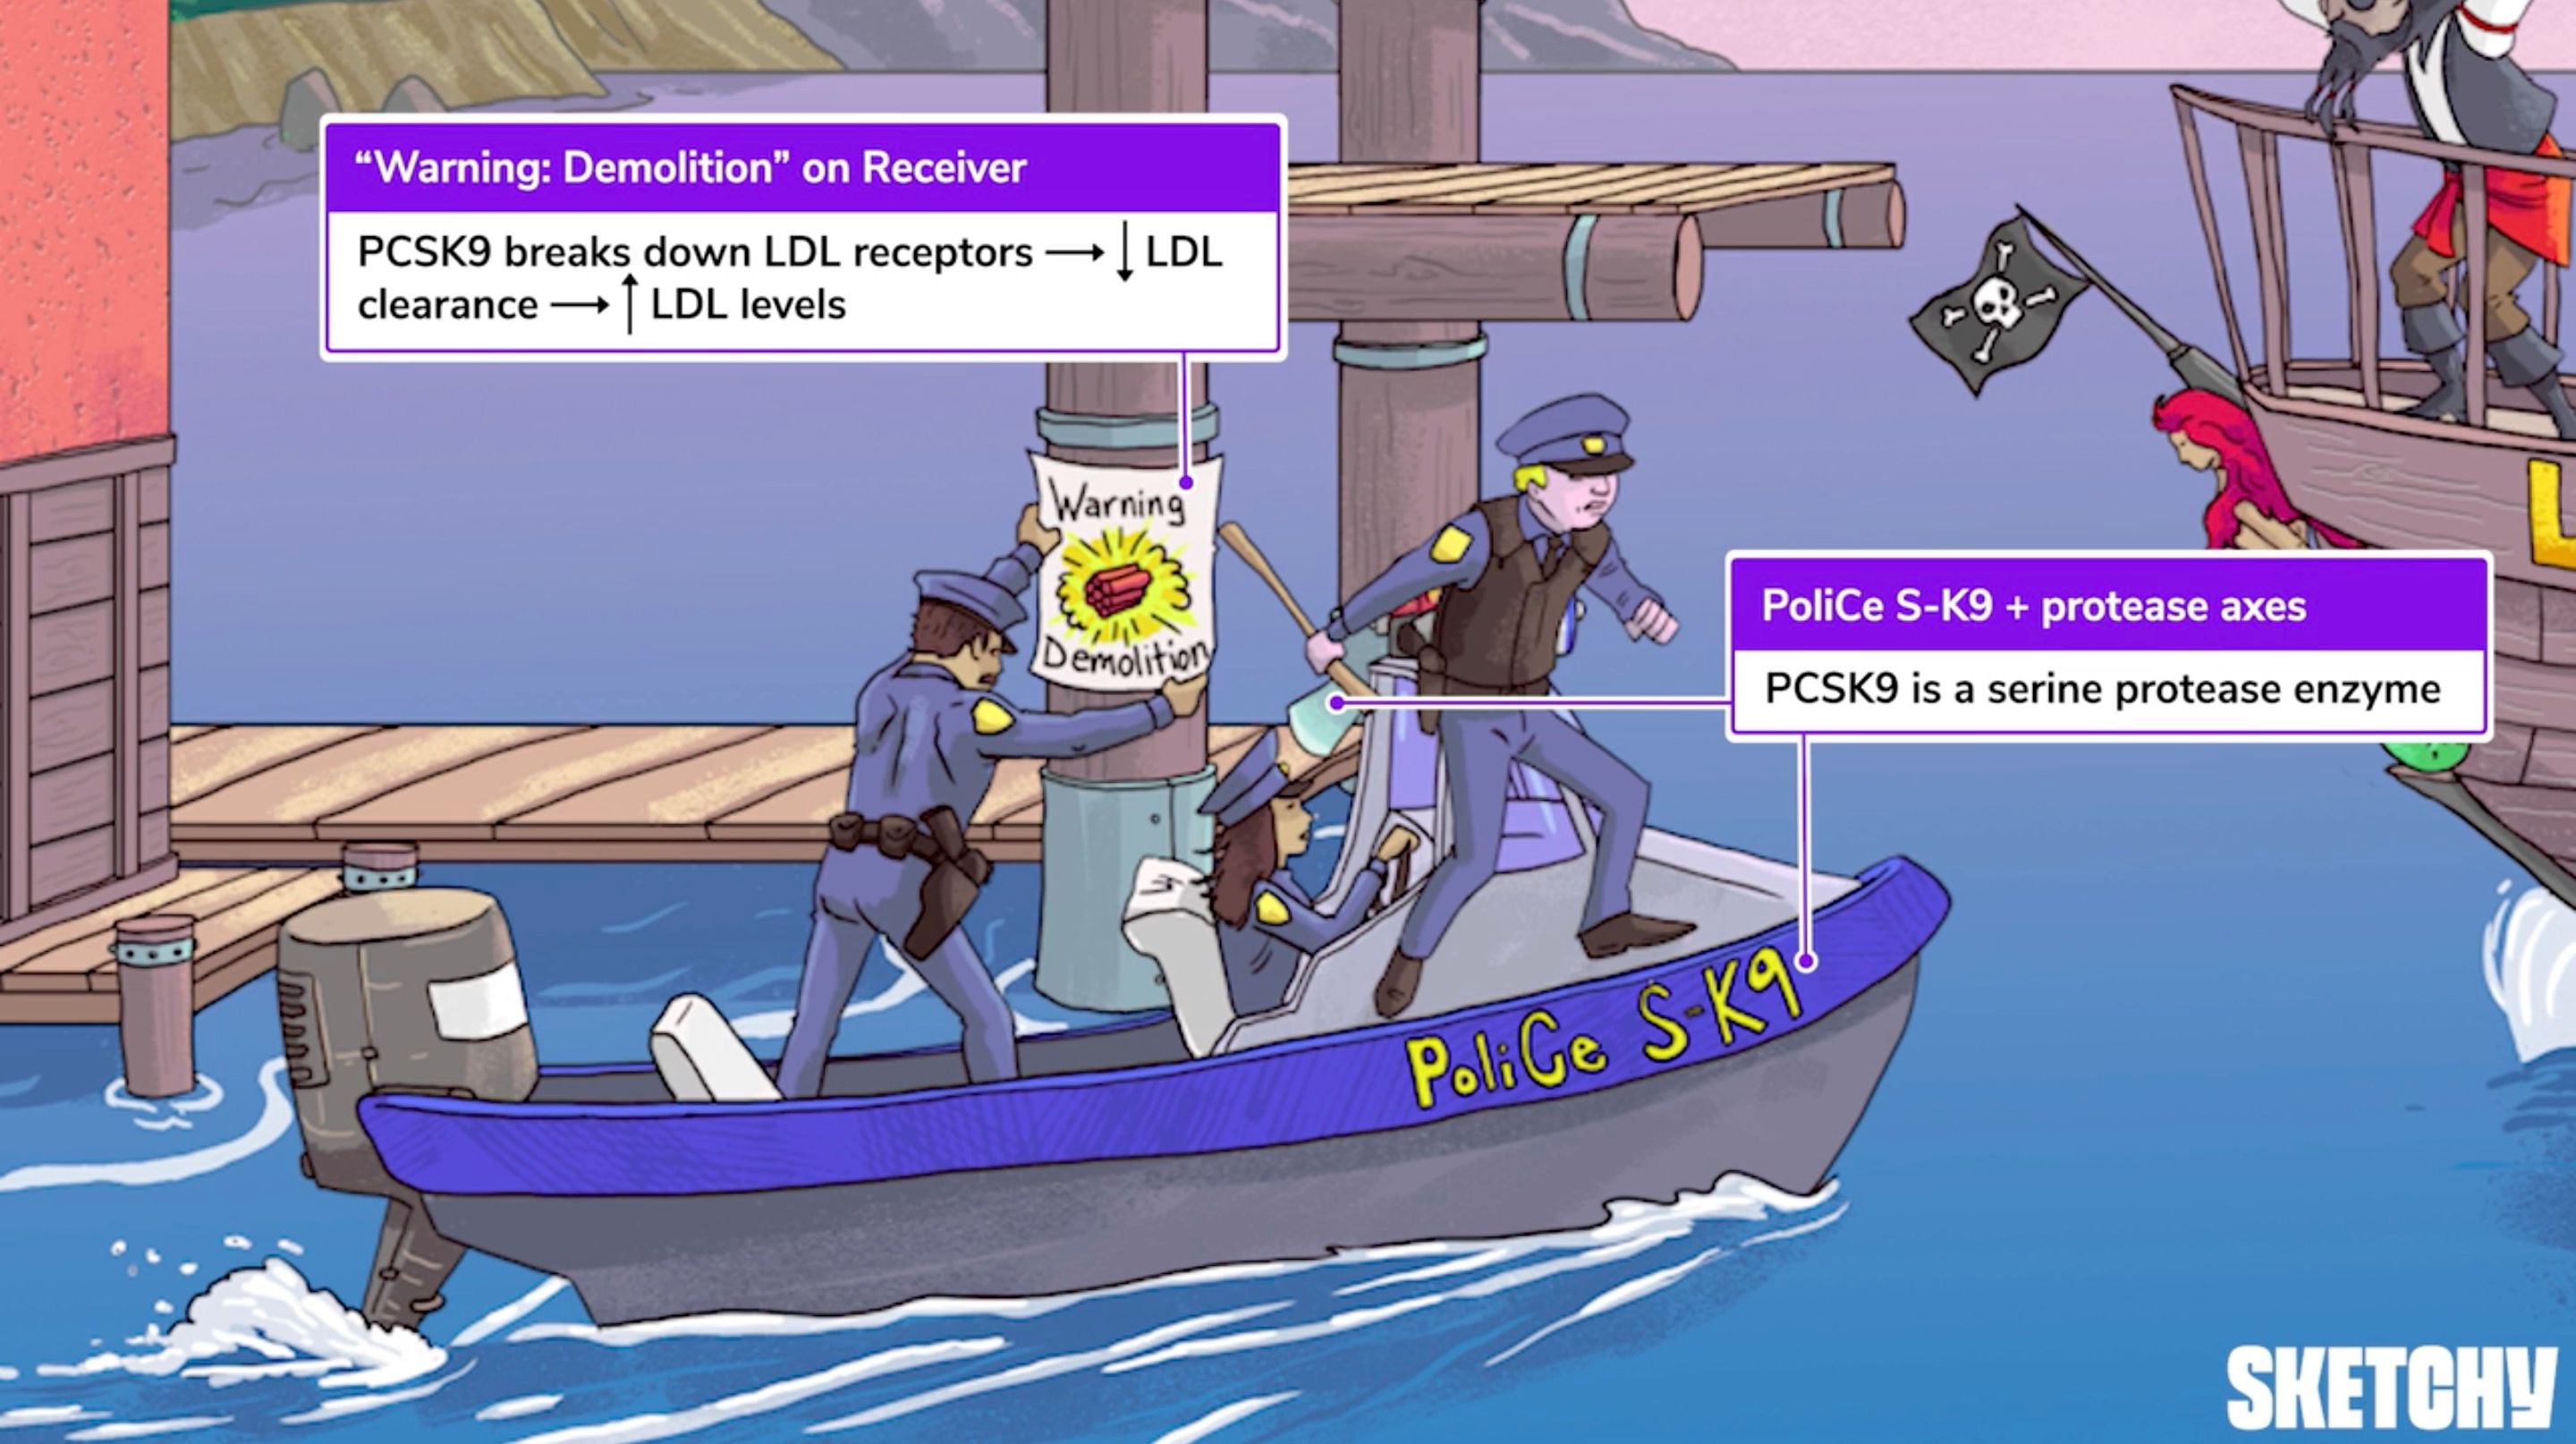 “Warning: Demolition” on Receiver
PCSK9 breaks down LDL receptors ⟶ ↓ LDL
clearance ⟶ ↑ LDL levels
Warning
Demolition
PoliCe S-K9 + protease axes
PCSK9 is a serine protease enzyme
PoliCe S-K9
L
SKETCHY